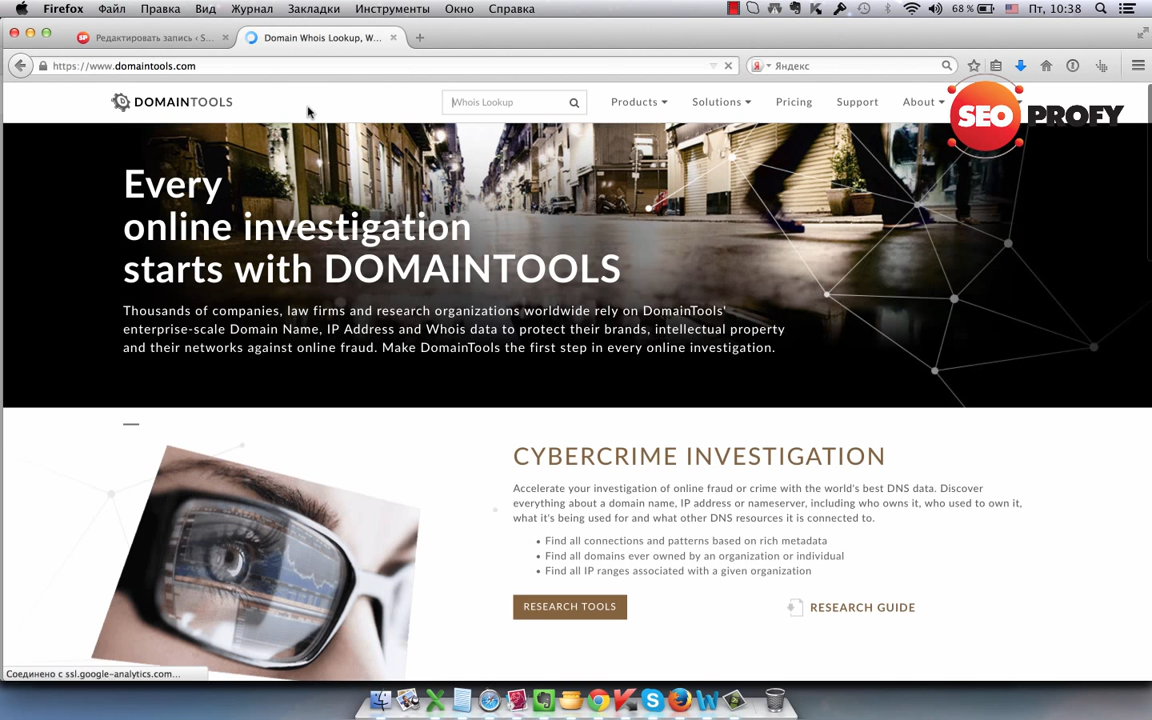 Firefox Файл Правка Вид Журнал Закладки Инструменты Окно Справка 68 % Пт, 10:38
Редактировать запись ‹ S... Domain Whois Lookup, W...
https://www.domaintools.com Яндекс
DOMAINTOOLS Whois Lookup Products Solutions Pricing Support About
SEO PROFY
Every
online investigation
starts with DOMAINTOOLS
Thousands of companies, law firms and research organizations worldwide rely on DomainTools'
enterprise-scale Domain Name, IP Address and Whois data to protect their brands, intellectual property
and their networks against online fraud. Make DomainTools the first step in every online investigation.
CYBERCRIME INVESTIGATION
Accelerate your investigation of online fraud or crime with the world's best DNS data. Discover
everything about a domain name, IP address or nameserver, including who owns it, who used to own it,
what it's being used for and what other DNS resources it is connected to.
• Find all connections and patterns based on rich metadata
• Find all domains ever owned by an organization or individual
• Find all IP ranges associated with a given organization
RESEARCH TOOLS RESEARCH GUIDE
Соединено с ssl.google-analytics.com...